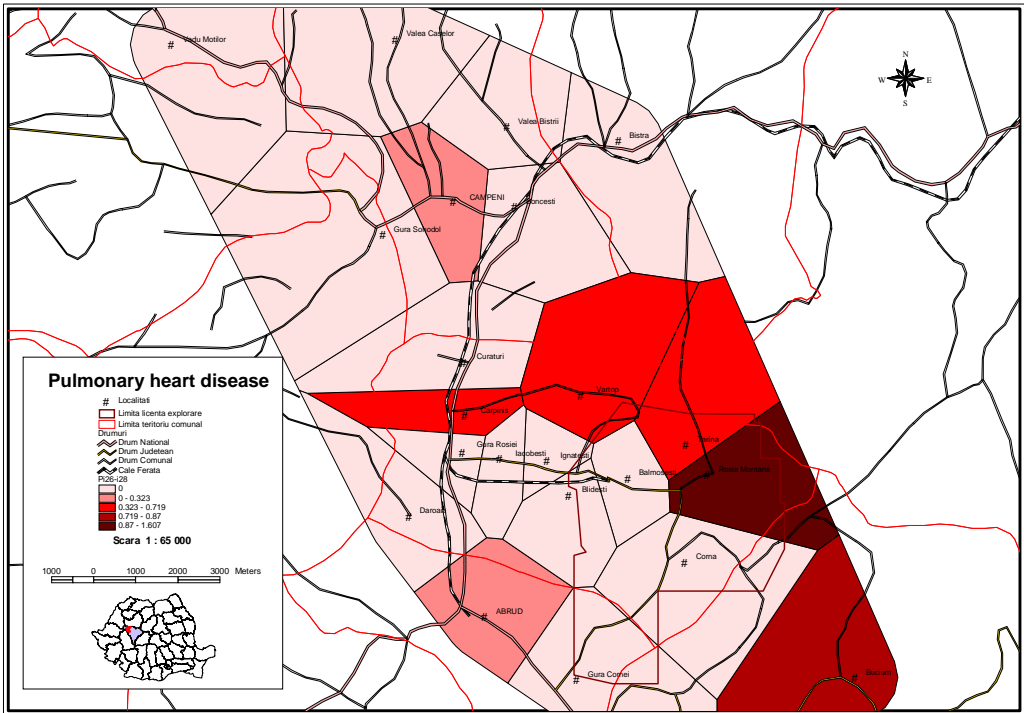 Vadu Motilor
Valea Caselor
N
W E
S
Valea Bistrii
Bistra
CAMPENI
Boncesti
Gura Sohodol
Curaturi
Vartop
Carpinis
Tarina
Gura Rosiei
Iacobesti
Ignatesti
Balmosesti
Rosia Montana
Blidesti
Daroaia
Corna
ABRUD
Gura Cornei
Bucium
Pulmonary heart disease
# Localitati
Limita licenta explorare
Limita teritoriu comunal
Drumuri
Drum National
Drum Judetean
Drum Comunal
Cale Ferata
Pi26-i28
0
0 - 0.323
0.323 - 0.719
0.719 - 0.87
0.87 - 1.607
Scara 1 : 65 000
1000 0 1000 2000 3000 Meters